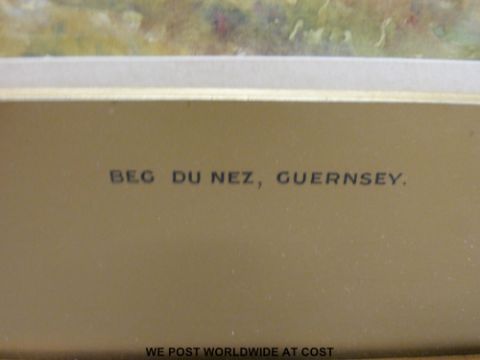 BEG DU NEZ, GUERNSEY.
WE POST WORLDWIDE AT COST